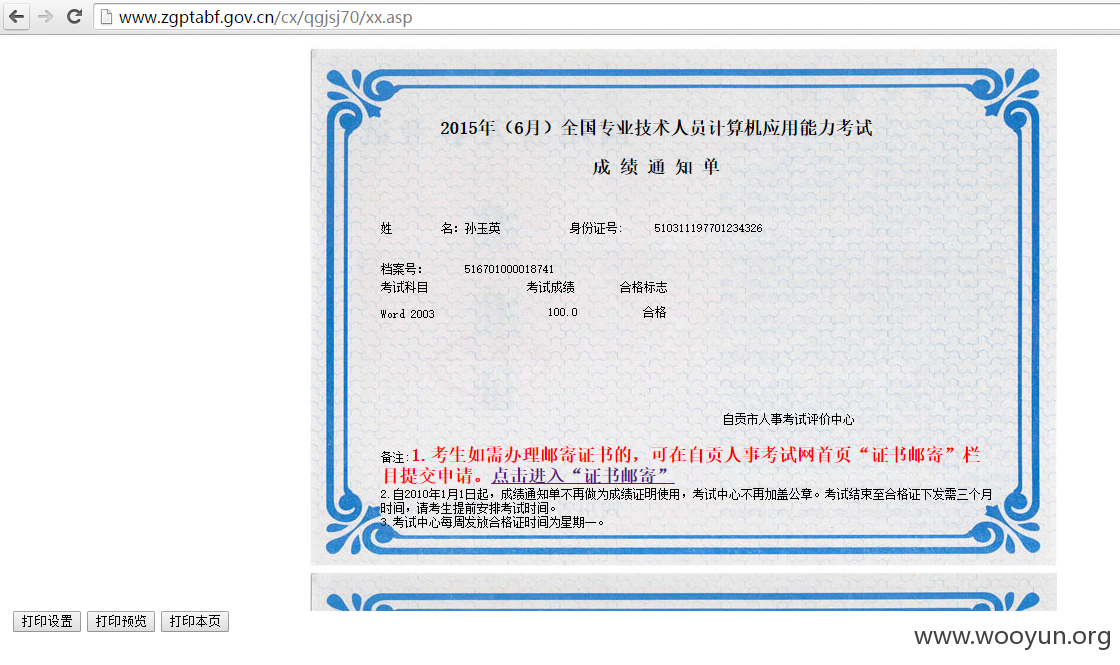 www.zgptabf.gov.cn/cx/qgjsj70/xx.asp
2015年（6月）全国专业技术人员计算机应用能力考试
成 绩 通 知 单
姓 名：孙玉英 身份证号: 510311197701234326
档案号： 516701000018741
考试科目 考试成绩 合格标志
Word 2003 100.0 合格
自贡市人事考试评价中心
备注:1.考生如需办理邮寄证书的，可在自贡人事考试网首页“证书邮寄”栏
目提交申请。点击进入“证书邮寄”
2.自2010年1月1日起，成绩通知单不再做为成绩证明使用，考试中心不再加盖公章。考试结束至合格证下发需三个月
时间，请考生提前安排考试时间。
3.考试中心每周发放合格证时间为星期一。
打印设置 打印预览 打印本页
www.wooyun.org